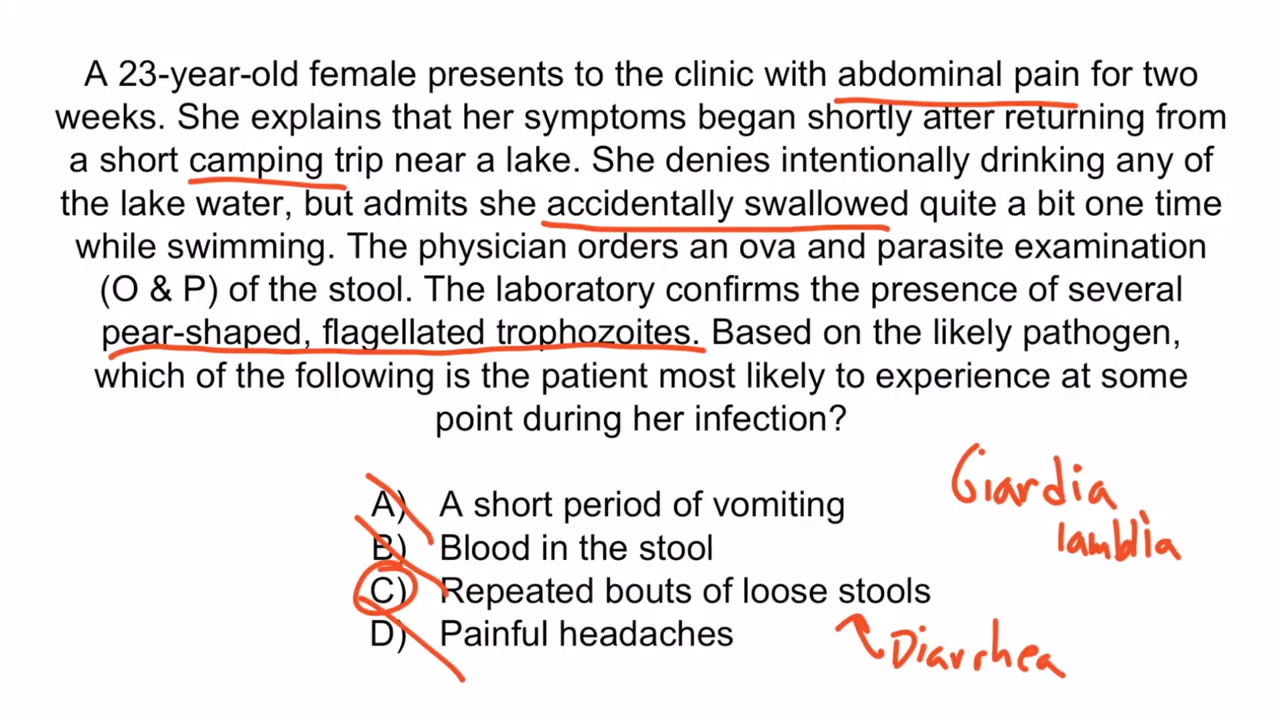 A 23-year-old female presents to the clinic with abdominal pain for two
weeks. She explains that her symptoms began shortly after returning from
a short camping trip near a lake. She denies intentionally drinking any of
the lake water, but admits she accidentally swallowed quite a bit one time
while swimming. The physician orders an ova and parasite examination
(O & P) of the stool. The laboratory confirms the presence of several
pear-shaped, flagellated trophozoites. Based on the likely pathogen,
which of the following is the patient most likely to experience at some
point during her infection?
A) A short period of vomiting
B) Blood in the stool
C) Repeated bouts of loose stools
D) Painful headaches
Giardia
lamblia
Diarrhea